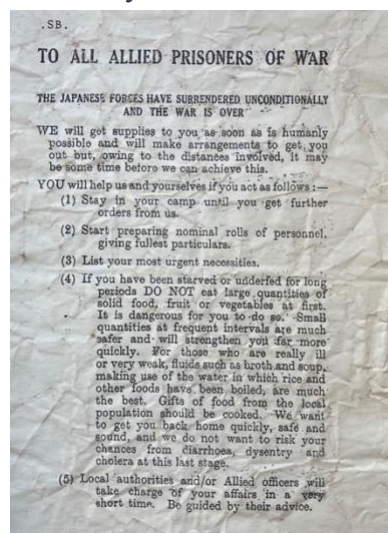 .SB.
TO ALL ALLIED PRISONERS OF WAR
THE JAPANESE FORCES HAVE SURRENDERED UNCONDITIONALLY
AND THE WAR IS OVER
WE will get supplies to you as soon as is humanly
possible and will make arrangements to get you
out but, owing to the distances involved, it may
be some time before we can achieve this.
YOU will help us and yourselves if you act as follows :—
(1) Stay in your camp until you get further
orders from us.
(2) Start preparing nominal rolls of personnel,
giving fullest particulars.
(3) List your most urgent necessities.
(4) If you have been starved or underfed for long
periods DO NOT eat large quantities of
solid food, fruit or vegetables at first.
It is dangerous for you to do so. Small
quantities at frequent intervals are much
safer and will strengthen you far more
quickly. For those who are really ill
or very weak, fluids such as broth and soup,
making use of the water in which rice and
other foods have been boiled, are much
the best. Gifts of food from the local
population should be cooked. We want
to get you back home quickly, safe and
sound, and we do not want to risk your
chances from diarrhoea, dysentry and
cholera at this last stage.
(5) Local authorities and/or Allied officers will
take charge of your affairs in a very
short time. Be guided by their advice.